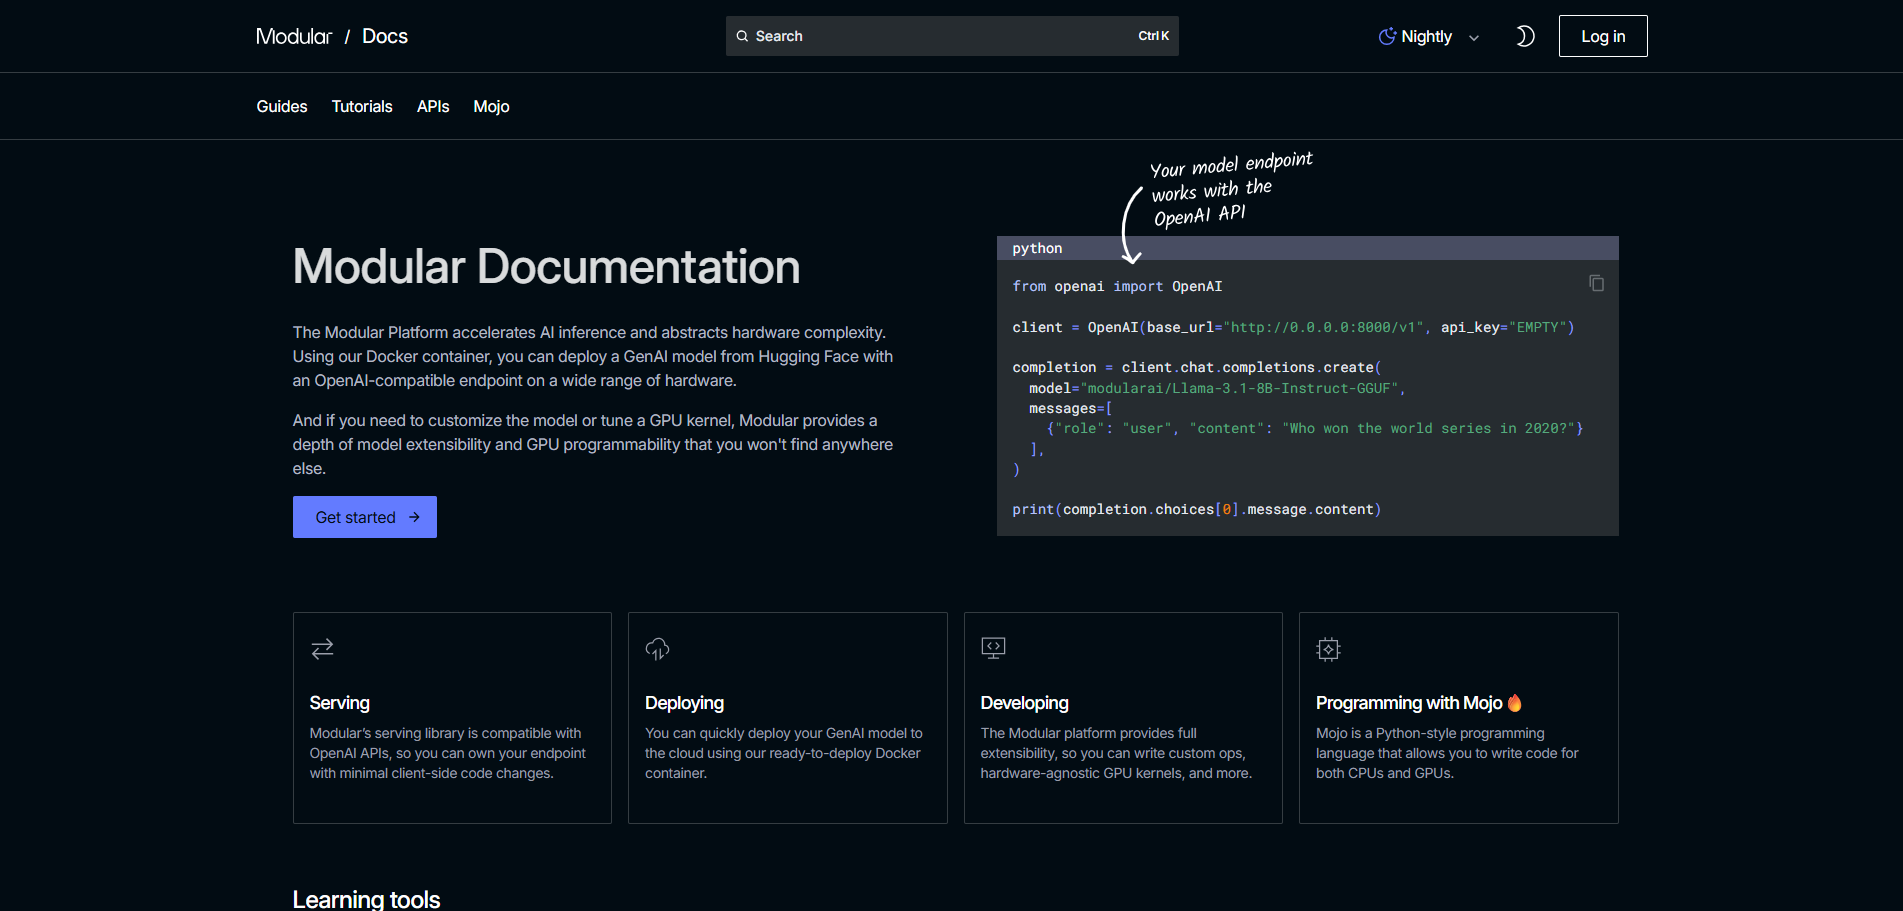 Modular / Docs
Search
Ctrl K
Nightly
Log in
Guides
Tutorials
APIs
Mojo
Your model endpoint
works with the
OpenAI API
Modular Documentation
The Modular Platform accelerates AI inference and abstracts hardware complexity.
Using our Docker container, you can deploy a GenAI model from Hugging Face with
an OpenAI-compatible endpoint on a wide range of hardware.
And if you need to customize the model or tune a GPU kernel, Modular provides a
depth of model extensibility and GPU programmability that you won't find anywhere
else.
Get started
python
from openai import OpenAI
client = OpenAI(base_url="http://0.0.0.0:8000/v1", api_key="EMPTY")
completion = client.chat.completions.create(
model="modularai/Llama-3.1-8B-Instruct-GGUF",
messages=[
{"role": "user", "content": "Who won the world series in 2020?"}
],
)
print(completion.choices[0].message.content)
Serving
Modular’s serving library is compatible with
OpenAI APIs, so you can own your endpoint
with minimal client-side code changes.
Deploying
You can quickly deploy your GenAI model to
the cloud using our ready-to-deploy Docker
container.
Developing
The Modular platform provides full
extensibility, so you can write custom ops,
hardware-agnostic GPU kernels, and more.
Programming with Mojo🔥
Mojo is a Python-style programming
language that allows you to write code for
both CPUs and GPUs.
Learning tools